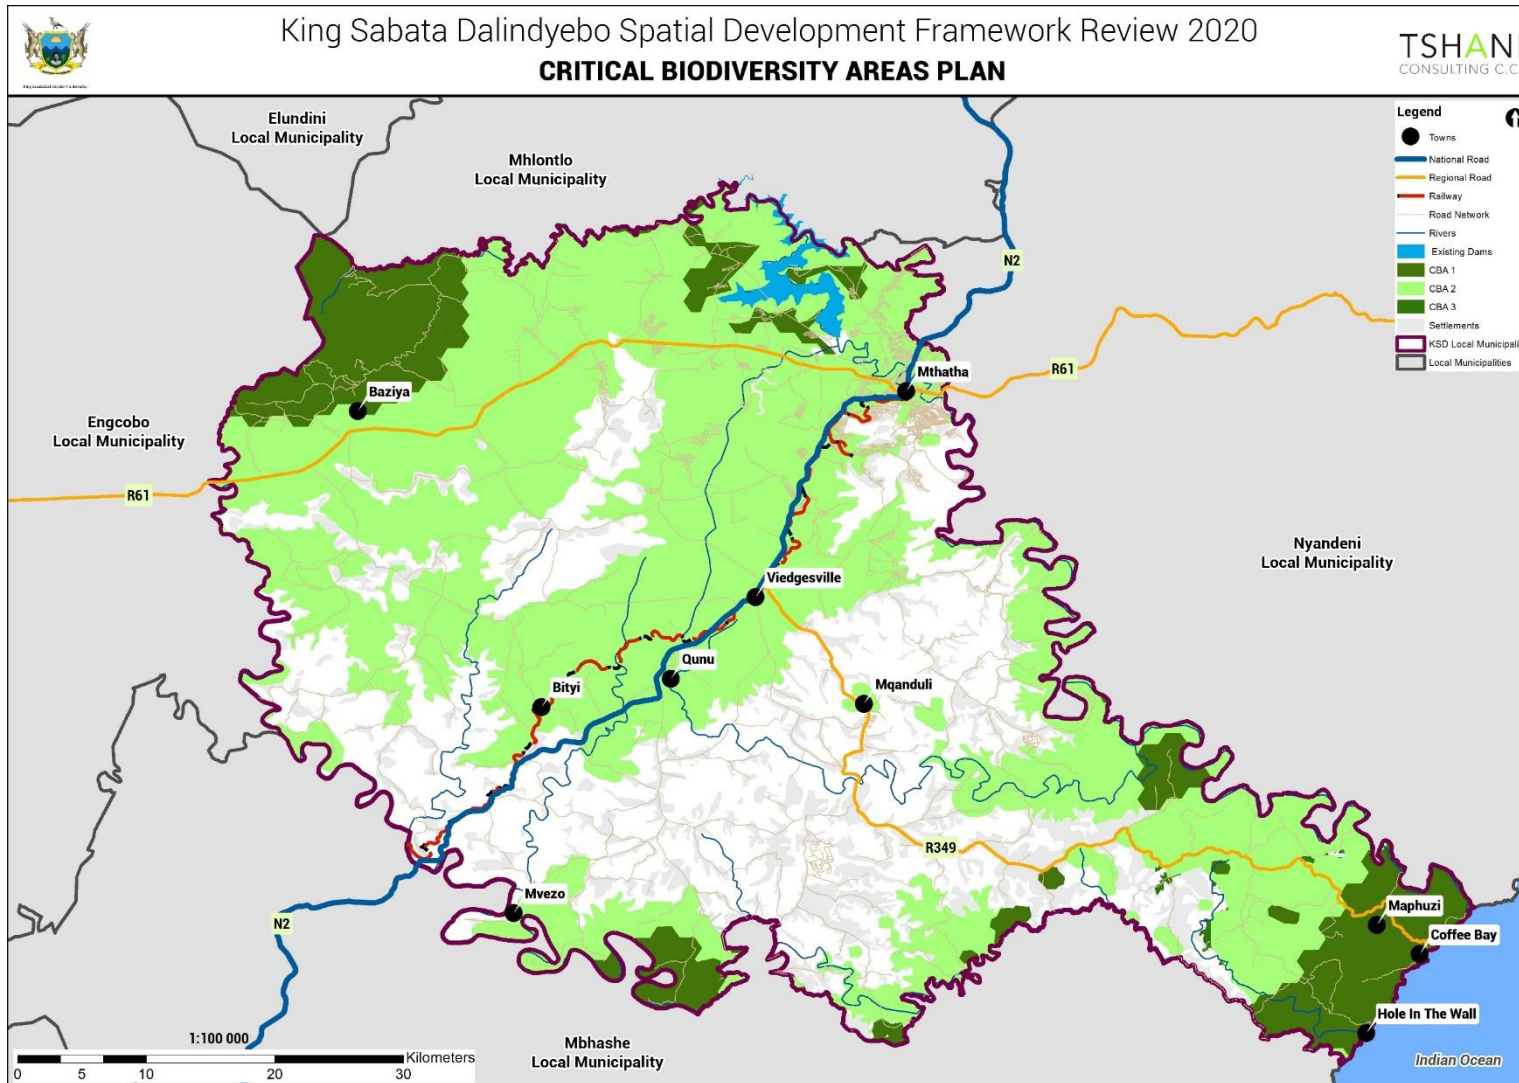 King Sabata Dalindyebo Spatial Development Framework Review 2020
CRITICAL BIODIVERSITY AREAS PLAN
TSHANI
CONSULTING C.C
Legend
Towns
National Road
Regional Road
Railway
Road Network
Rivers
Existing Dams
CBA 1
CBA 2
CBA 3
Settlements
KSD Local Municipali
Local Municipalities
Elundini
Local Municipality
Mhlontlo
Local Municipality
N2
Mthatha
R61
Baziya
Engcobo
Local Municipality
R61
Nyandeni
Local Municipality
Viedgesville
Qunu
Bityi
Mqanduli
R349
Mvezo
N2
Maphuzi
Coffee Bay
Hole In The Wall
Mbhashe
Local Municipality
Indian Ocean
1:100 000
Kilometers
0 5 10 20 30